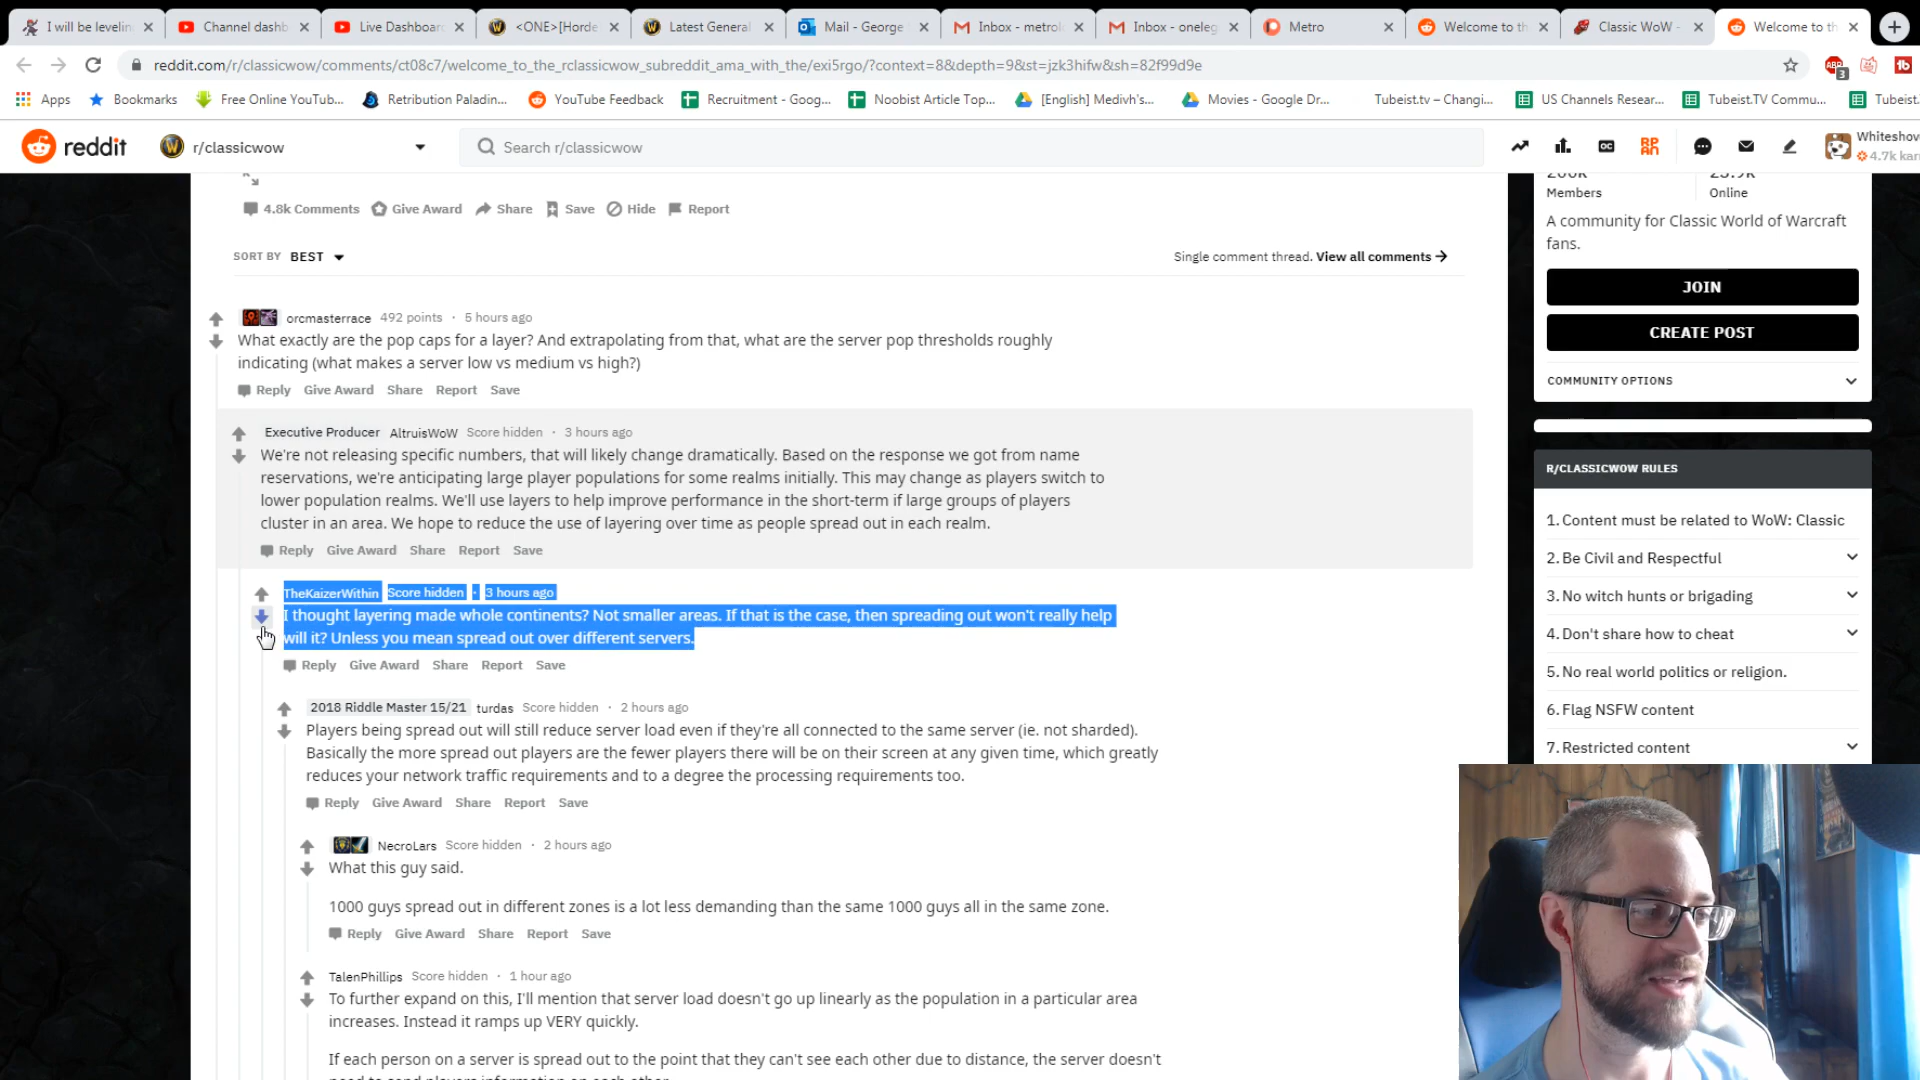 I will be levelin
Channel dashb
Live Dashboard
<ONE>[Horde
Latest General
Mail - George
Inbox - metrol
Inbox - oneleg
Metro
Welcome to th
Classic WoW -
Welcome to th
reddit.com/r/classicwow/comments/ct08c7/welcome_to_the_rclassicwow_subreddit_ama_with_the/exi5rgo/?context=8&depth=9&st=jzk3hifw&sh=82f99d9e
ABP
3
Apps
Bookmarks
Free Online YouTub...
Retribution Paladin...
YouTube Feedback
Recruitment - Goog...
Noobist Article Top...
[English] Medivh's...
Movies - Google Dr...
Tubeist.tv – Changi...
US Channels Resear...
Tubeist.TV Commu...
Tubeist.T
reddit
r/classicwow
Search r/classicwow
OC
RPAN
Whiteshov
4.7k karm
4.8k Comments Give Award Share Save Hide Report
SORT BY BEST
Single comment thread. View all comments →
orcmasterrace 492 points · 5 hours ago
What exactly are the pop caps for a layer? And extrapolating from that, what are the server pop thresholds roughly
indicating (what makes a server low vs medium vs high?)
Reply Give Award Share Report Save
Executive Producer AltruisWoW Score hidden · 3 hours ago
We're not releasing specific numbers, that will likely change dramatically. Based on the response we got from name
reservations, we're anticipating large player populations for some realms initially. This may change as players switch to
lower population realms. We'll use layers to help improve performance in the short-term if large groups of players
cluster in an area. We hope to reduce the use of layering over time as people spread out in each realm.
Reply Give Award Share Report Save
TheKaizerWithin Score hidden · 3 hours ago
I thought layering made whole continents? Not smaller areas. If that is the case, then spreading out won't really help
will it? Unless you mean spread out over different servers.
Reply Give Award Share Report Save
2018 Riddle Master 15/21 turdas Score hidden · 2 hours ago
Players being spread out will still reduce server load even if they're all connected to the same server (ie. not sharded).
Basically the more spread out players are the fewer players there will be on their screen at any given time, which greatly
reduces your network traffic requirements and to a degree the processing requirements too.
Reply Give Award Share Report Save
NecroLars Score hidden · 2 hours ago
What this guy said.
1000 guys spread out in different zones is a lot less demanding than the same 1000 guys all in the same zone.
Reply Give Award Share Report Save
TalenPhillips Score hidden · 1 hour ago
To further expand on this, I'll mention that server load doesn't go up linearly as the population in a particular area
increases. Instead it ramps up VERY quickly.
If each person on a server is spread out to the point that they can't see each other due to distance, the server doesn't
Members
Online
A community for Classic World of Warcraft
fans.
JOIN
CREATE POST
COMMUNITY OPTIONS
R/CLASSICWOW RULES
1. Content must be related to WoW: Classic
2. Be Civil and Respectful
3. No witch hunts or brigading
4. Don't share how to cheat
5. No real world politics or religion.
6. Flag NSFW content
7. Restricted content